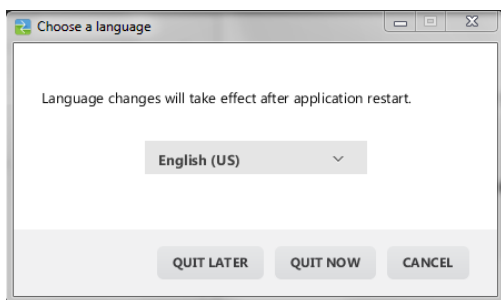 Choose a language
Language changes will take effect after application restart.
English (US)
QUIT LATER QUIT NOW CANCEL